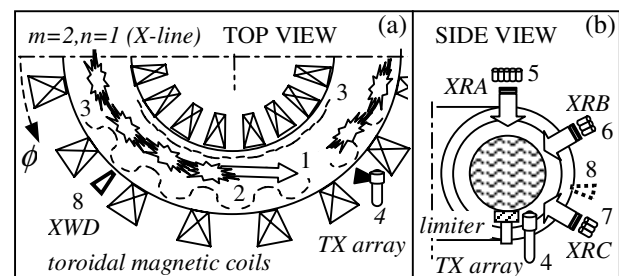 m=2,n=1 (X-line) TOP VIEW (a)
3
3
ϕ
1
8
2
XWD
4
TX array
toroidal magnetic coils
SIDE VIEW (b)
5
XRA
XRB
6
8
7
limiter
4
XRC
TX array